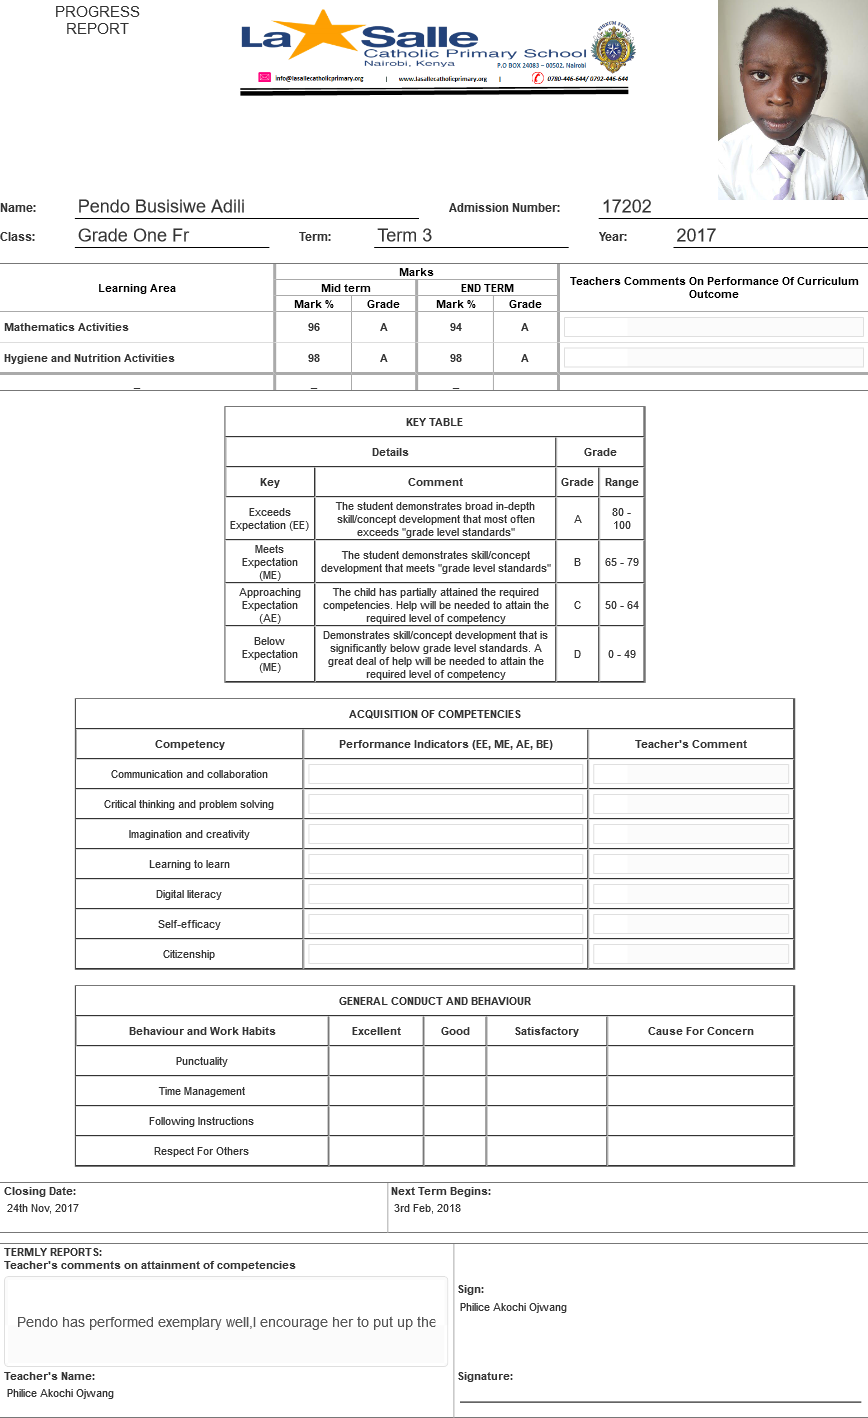 PROGRESS
REPORT
La Salle
Catholic Primary School
Nairobi, Kenya
P.O BOX 24083 – 00502, Nairobi
info@lasallecatholicprimary.org | www.lasallecatholicprimary.org | 0780-446-644/ 0792-446-644
Name: Pendo Busisiwe Adili Admission Number: 17202
Class: Grade One Fr Term: Term 3 Year: 2017
Learning Area Marks Teachers Comments On Performance Of Curriculum Outcome
Mid term END TERM
Mark % Grade Mark % Grade
Mathematics Activities 96 A 94 A
Hygiene and Nutrition Activities 98 A 98 A
_ _ _
KEY TABLE
Details Grade
Key Comment Grade Range
Exceeds Expectation (EE) The student demonstrates broad in-depth skill/concept development that most often exceeds "grade level standards" A 80 - 100
Meets Expectation (ME) The student demonstrates skill/concept development that meets "grade level standards" B 65 - 79
Approaching Expectation (AE) The child has partially attained the required competencies. Help will be needed to attain the required level of competency C 50 - 64
Below Expectation (ME) Demonstrates skill/concept development that is significantly below grade level standards. A great deal of help will be needed to attain the required level of competency D 0 - 49
ACQUISITION OF COMPETENCIES
Competency Performance Indicators (EE, ME, AE, BE) Teacher's Comment
Communication and collaboration
Critical thinking and problem solving
Imagination and creativity
Learning to learn
Digital literacy
Self-efficacy
Citizenship
GENERAL CONDUCT AND BEHAVIOUR
Behaviour and Work Habits Excellent Good Satisfactory Cause For Concern
Punctuality
Time Management
Following Instructions
Respect For Others
Closing Date: Next Term Begins:
24th Nov, 2017 3rd Feb, 2018
TERMLY REPORTS:
Teacher's comments on attainment of competencies
Pendo has performed exemplary well,I encourage her to put up the
Sign:
Philice Akochi Ojwang
Teacher's Name: Signature:
Philice Akochi Ojwang